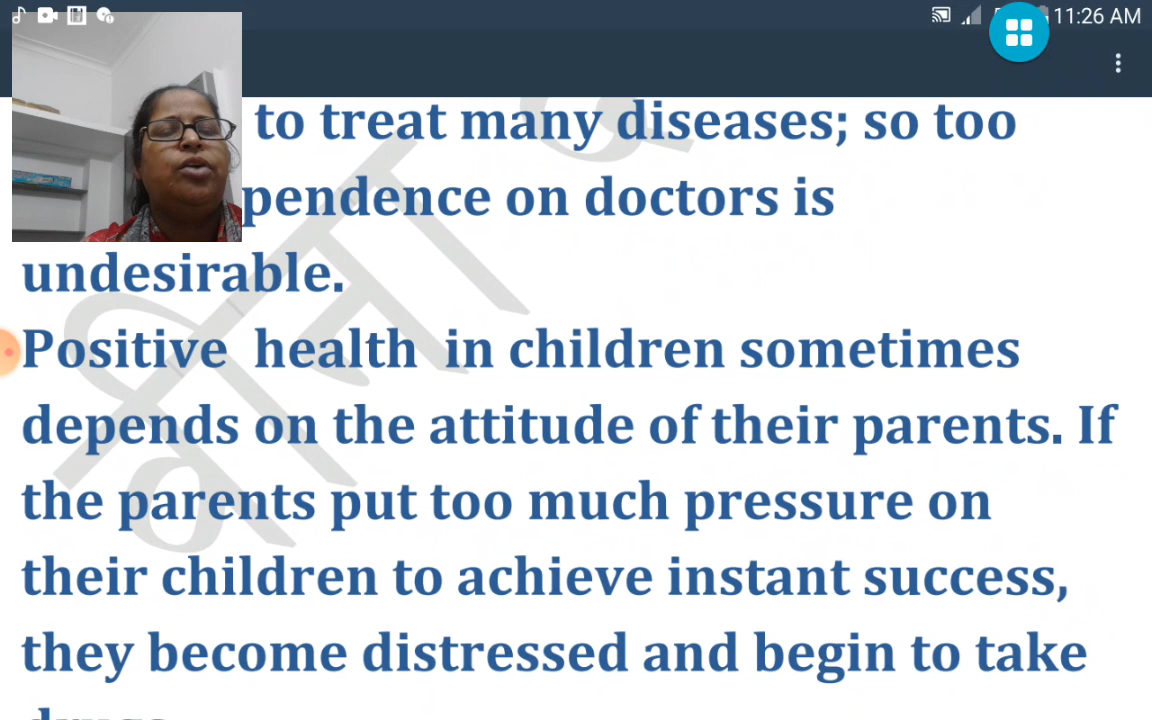 11:26 AM
to treat many diseases; so too
pendence on doctors is
undesirable.
Positive health in children sometimes
depends on the attitude of their parents. If
the parents put too much pressure on
their children to achieve instant success,
they become distressed and begin to take